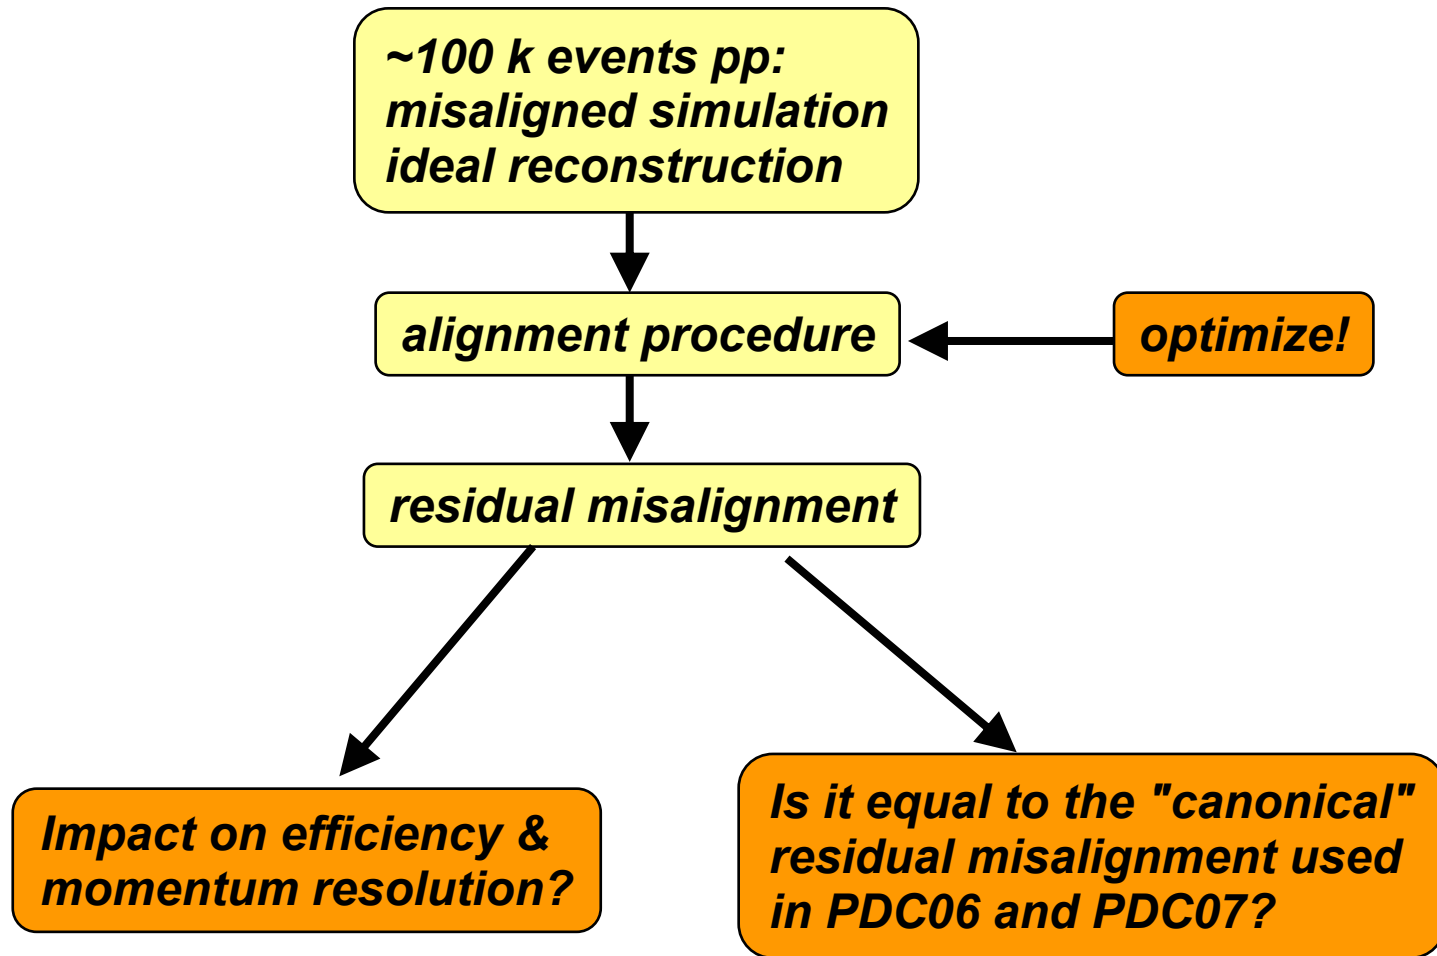 ~100 k events pp:
misaligned simulation
ideal reconstruction
alignment procedure
optimize!
residual misalignment
Impact on efficiency &
momentum resolution?
Is it equal to the "canonical"
residual misalignment used
in PDC06 and PDC07?